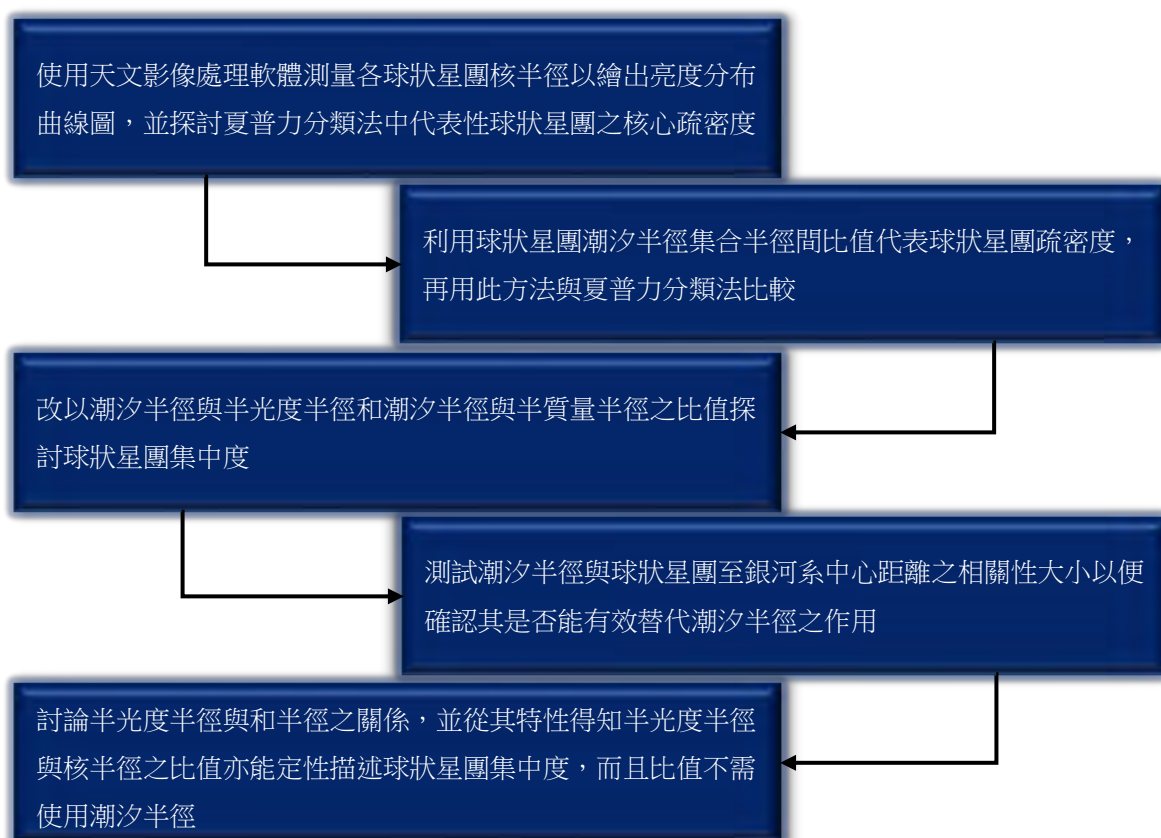 使用天文影像處理軟體測量各球狀星團核半徑以繪出亮度分布
曲線圖，並探討夏普力分類法中代表性球狀星團之核心疏密度
利用球狀星團潮汐半徑集合半徑間比值代表球狀星團疏密度，
再用此方法與夏普力分類法比較
改以潮汐半徑與半光度半徑和潮汐半徑與半質量半徑之比值探
討球狀星團集中度
測試潮汐半徑與球狀星團至銀河系中心距離之相關性大小以便
確認其是否能有效替代潮汐半徑之作用
討論半光度半徑與和半徑之關係，並從其特性得知半光度半徑
與核半徑之比值亦能定性描述球狀星團集中度，而且比值不需
使用潮汐半徑